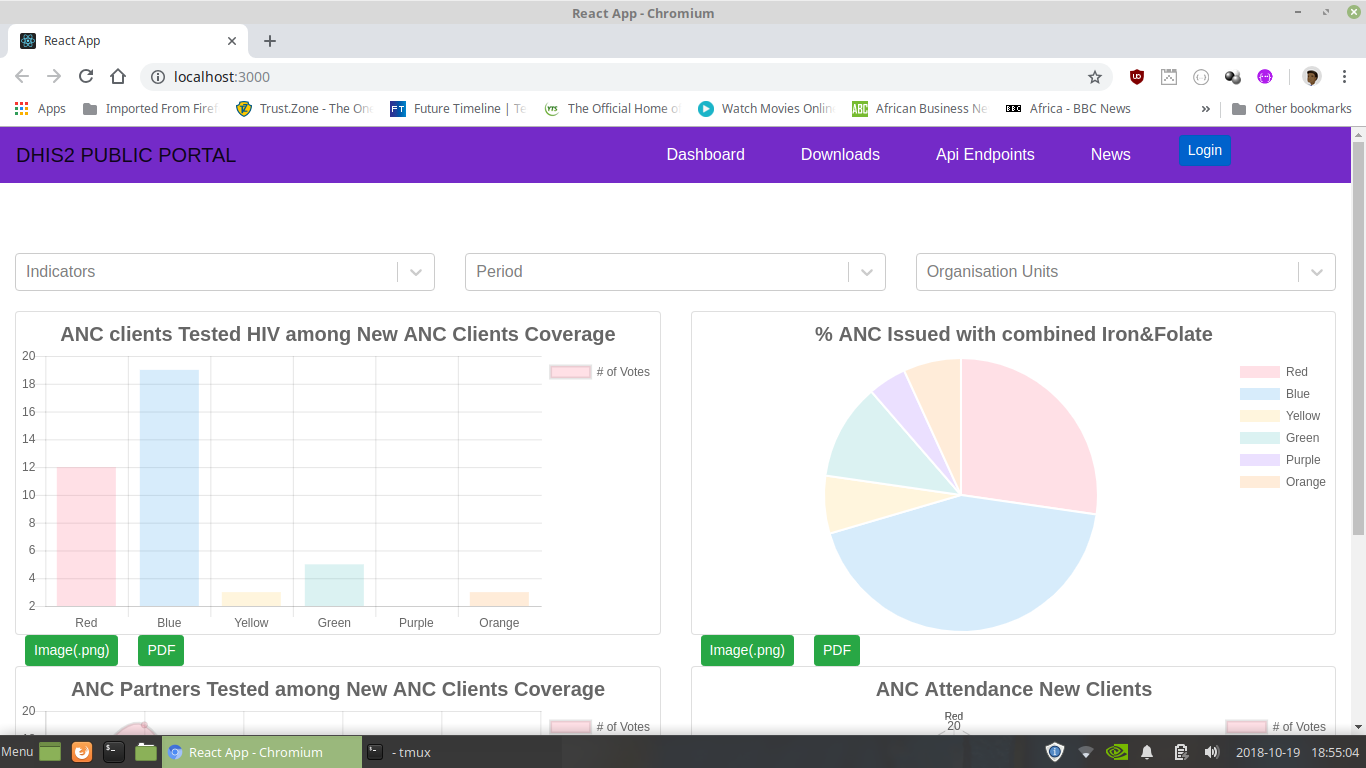 React App - Chromium
React App
localhost:3000
Apps
Imported From Firef
Trust.Zone - The On
Future Timeline | Te
The Official Home of
Watch Movies Onlin
African Business Ne
Africa - BBC News
»
Other bookmarks
DHIS2 PUBLIC PORTAL
Dashboard
Downloads
Api Endpoints
News
Login
Indicators
Period
Organisation Units
ANC clients Tested HIV among New ANC Clients Coverage
# of Votes
20
18
16
14
12
10
8
6
4
2
Red
Blue
Yellow
Green
Purple
Orange
% ANC Issued with combined Iron&Folate
Red
Blue
Yellow
Green
Purple
Orange
Image(.png)
PDF
Image(.png)
PDF
ANC Partners Tested among New ANC Clients Coverage
20
# of Votes
ANC Attendance New Clients
Red
20
# of Votes
Menu
React App - Chromium
- tmux
2018-10-19
18:55:04